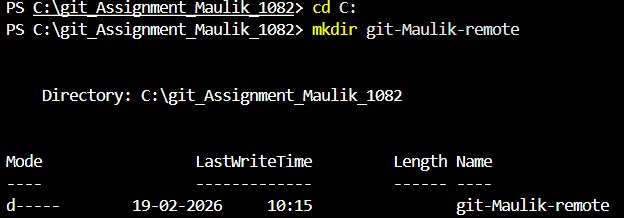 PS C:\git_Assignment_Maulik_1082> cd C:
PS C:\git_Assignment_Maulik_1082> mkdir git-Maulik-remote
Directory: C:\git_Assignment_Maulik_1082
Mode LastWriteTime Length Name
---- ------------- ------ ----
d----- 19-02-2026 10:15 git-Maulik-remote